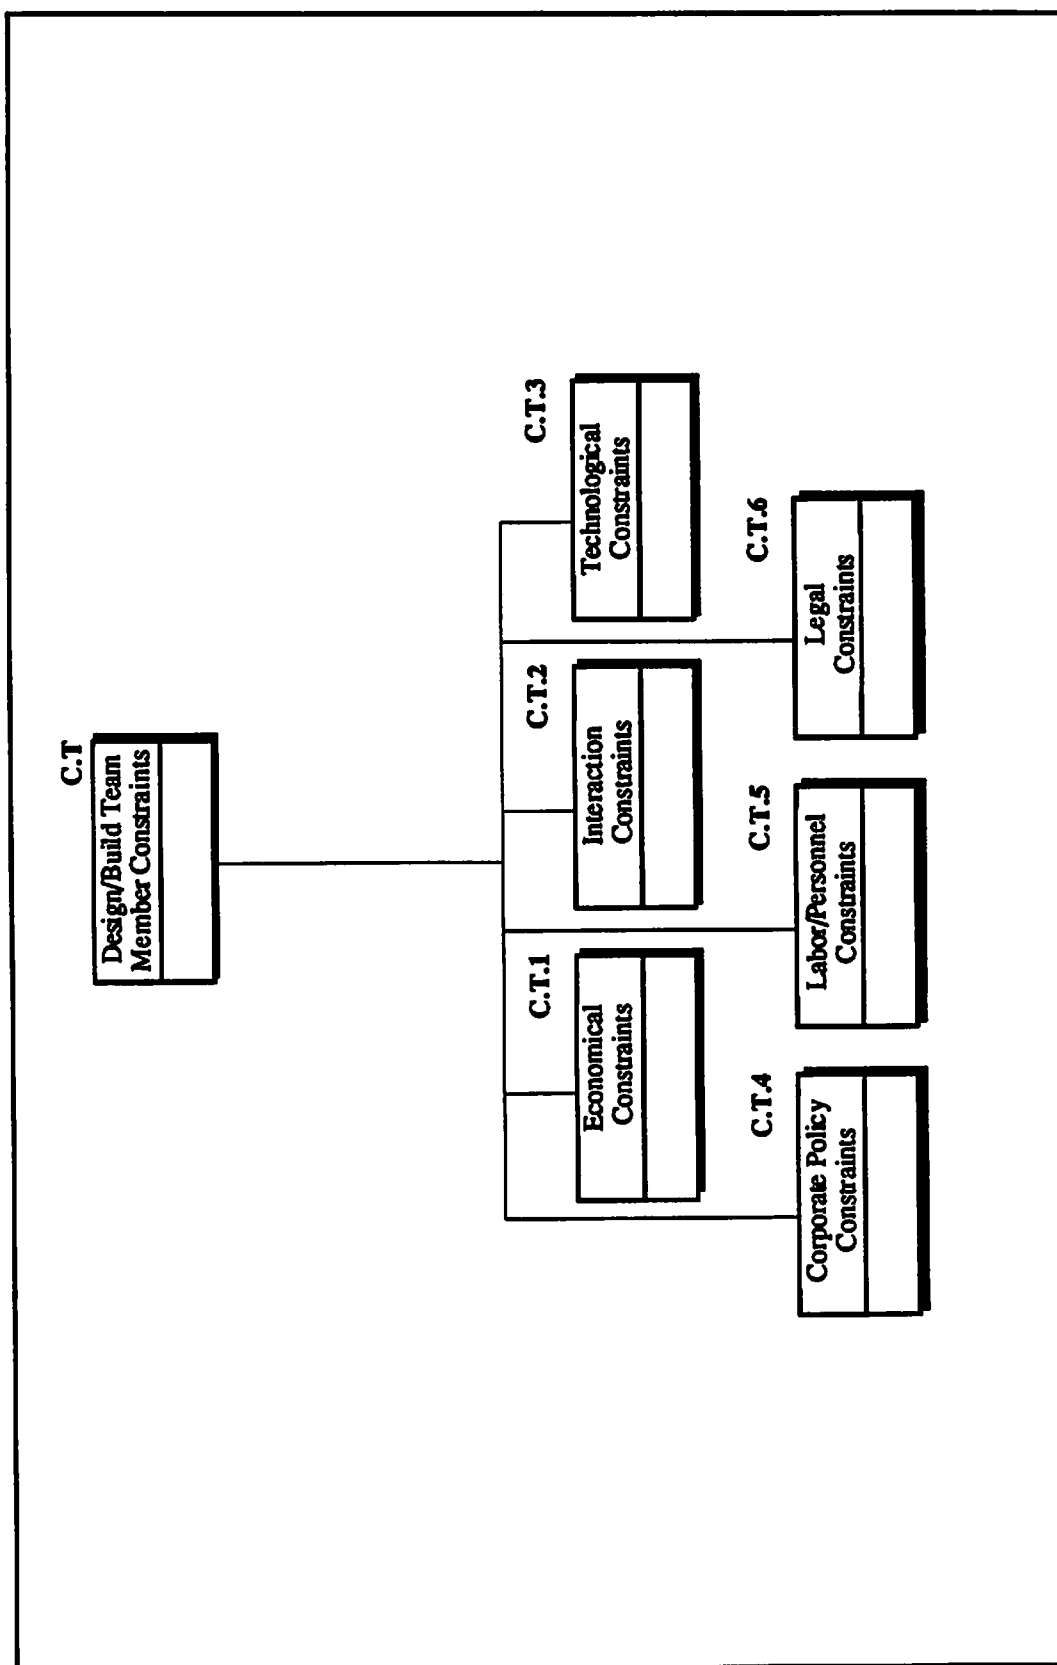 C.T
Design/Build Team
Member Constraints
C.T.1
Economical
Constraints
C.T.2
Interaction
Constraints
C.T.3
Technological
Constraints
C.T.4
Corporate Policy
Constraints
C.T.5
Labor/Personnel
Constraints
C.T.6
Legal
Constraints